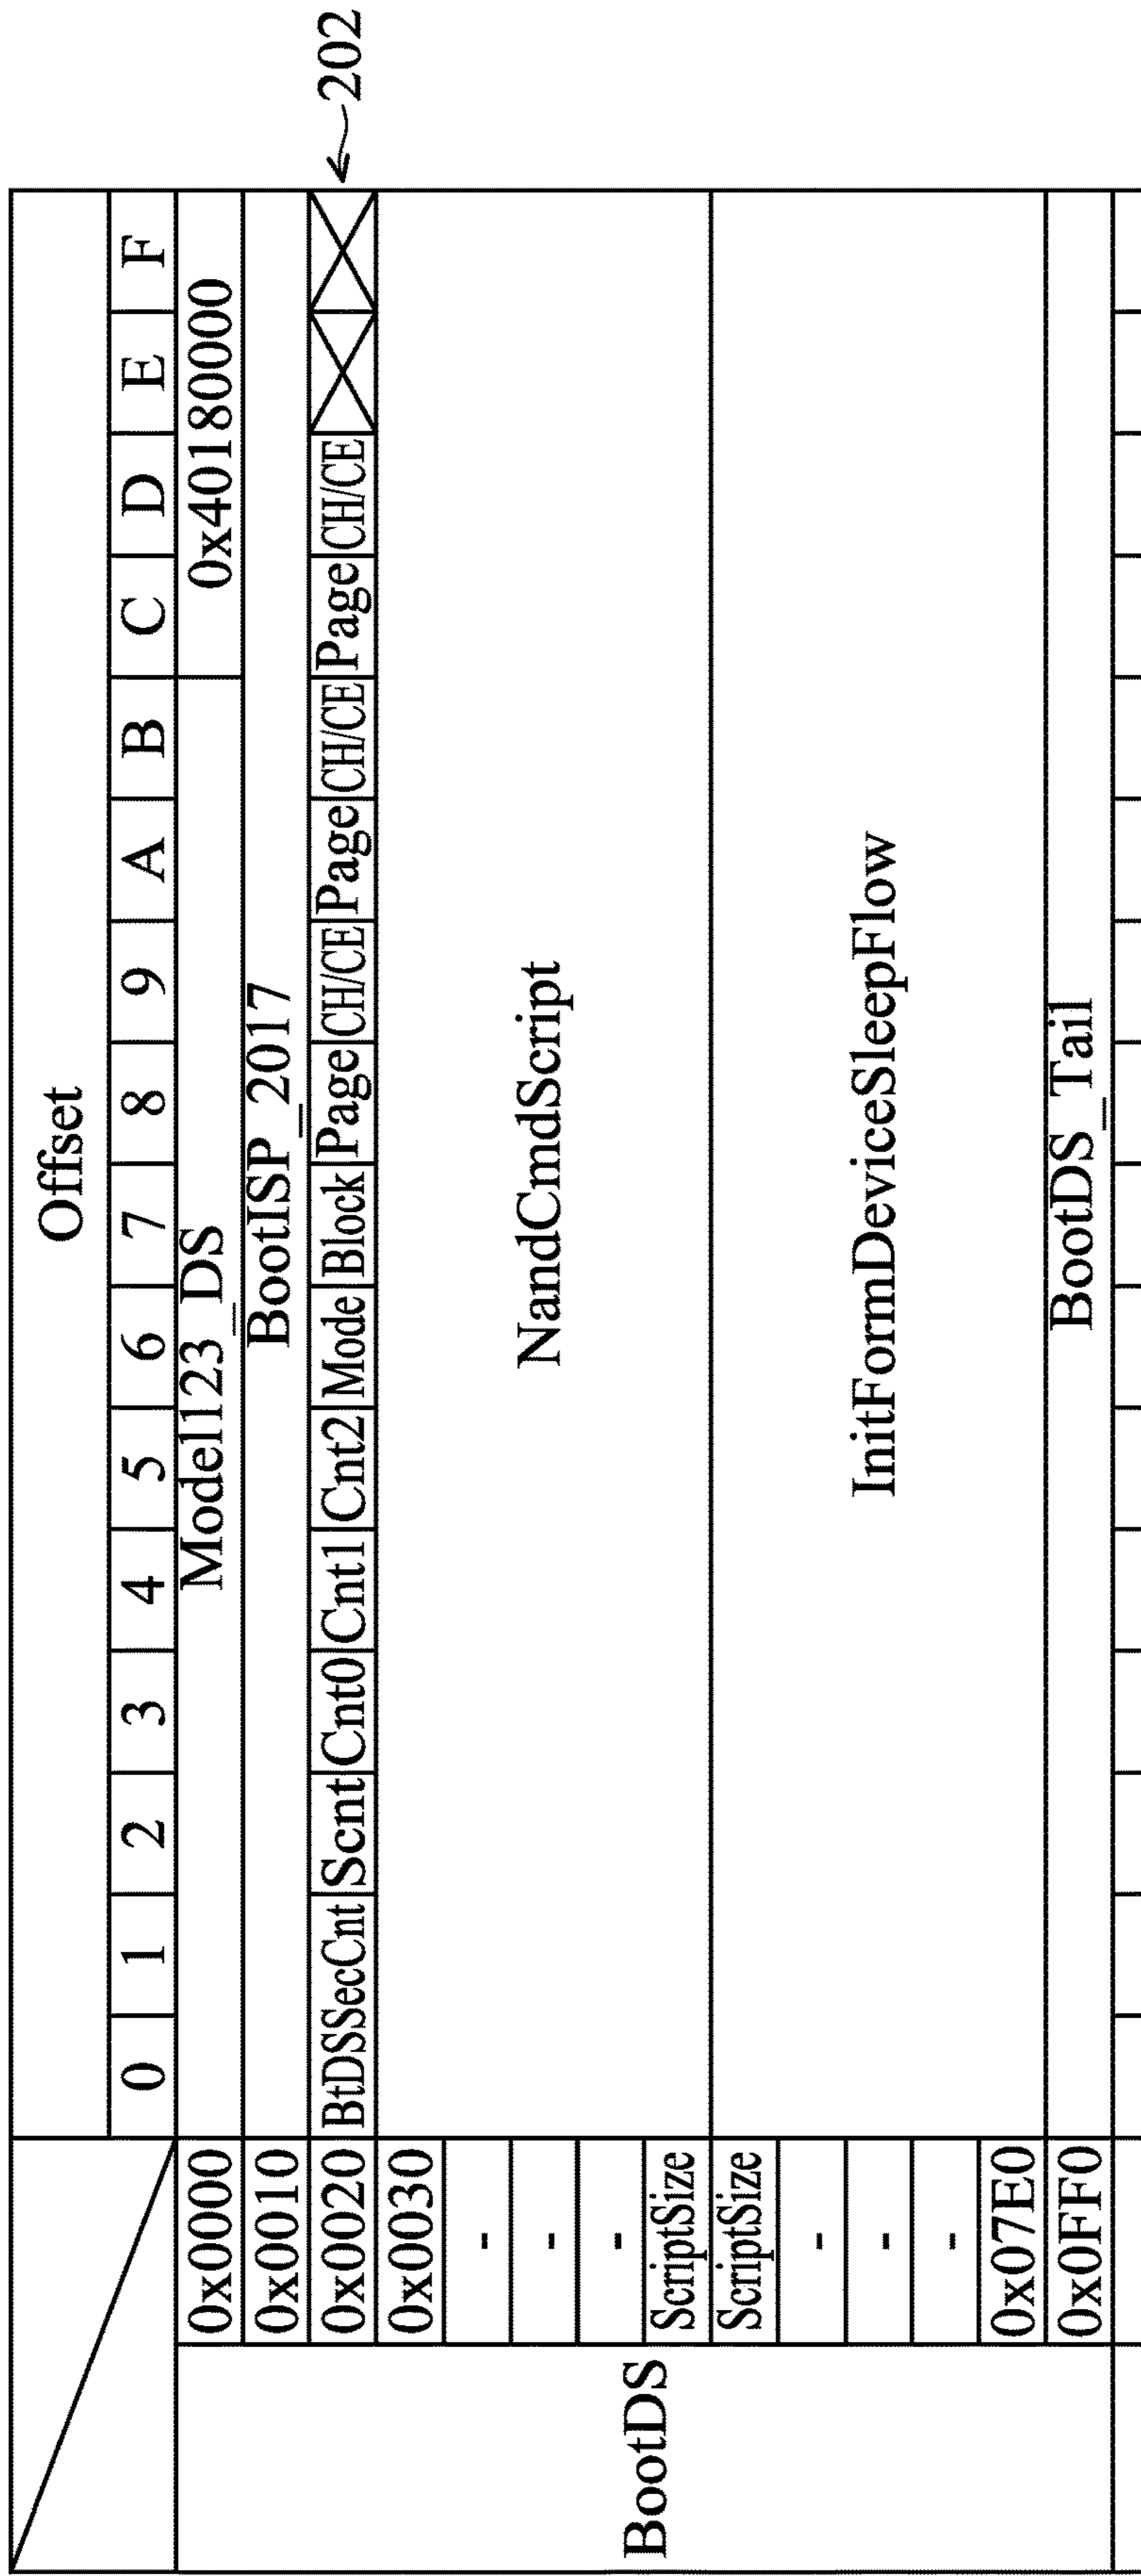 Offset
0 1 2 3 4 5 6 7 8 9 A B C D E F
BootDS
0x0000 Model123_DS 0x40180000
0x0010 BootISP_2017
0x0020 BtDSSecCnt Scnt Cnt0 Cnt1 Cnt2 Mode Block Page CH/CE Page CH/CE Page CH/CE
202
0x0030
-
-
-
ScriptSize
NandCmdScript
ScriptSize
-
-
-
0x07E0
InitFormDeviceSleepFlow
0x0FF0 BootDS_Tail